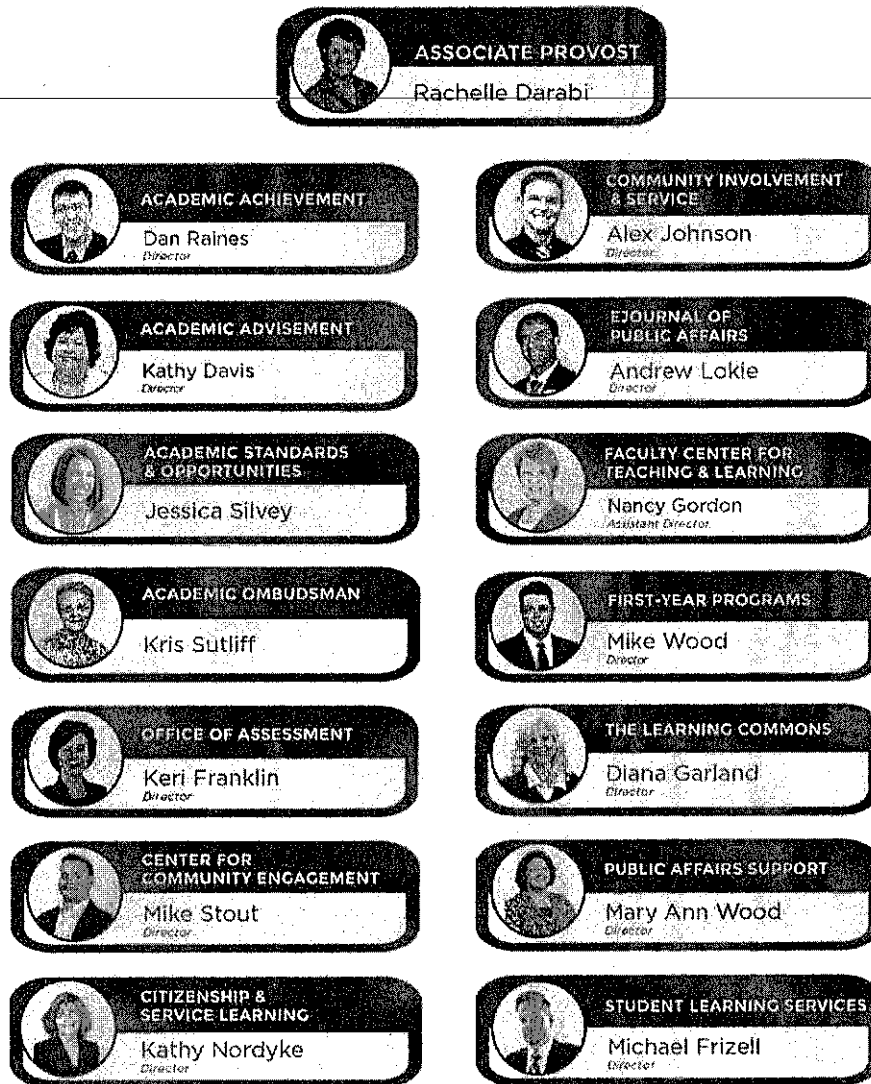 ASSOCIATE PROVOST
Rachelle Darabi
ACADEMIC ACHIEVEMENT
Dan Raines
Director
ACADEMIC ADVISEMENT
Kathy Davis
Director
ACADEMIC STANDARDS
& OPPORTUNITIES
Jessica Silvey
ACADEMIC OMBUDSMAN
Kris Sutliff
OFFICE OF ASSESSMENT
Keri Franklin
Director
CENTER FOR
COMMUNITY ENGAGEMENT
Mike Stout
Director
CITIZENSHIP &
SERVICE LEARNING
Kathy Nordyke
Director
COMMUNITY INVOLVEMENT
& SERVICE
Alex Johnson
Director
EJOURNAL OF
PUBLIC AFFAIRS
Andrew Lokie
Director
FACULTY CENTER FOR
TEACHING & LEARNING
Nancy Gordon
Assistant Director
FIRST-YEAR PROGRAMS
Mike Wood
Director
THE LEARNING COMMONS
Diana Garland
Director
PUBLIC AFFAIRS SUPPORT
Mary Ann Wood
Director
STUDENT LEARNING SERVICES
Michael Frizell
Director